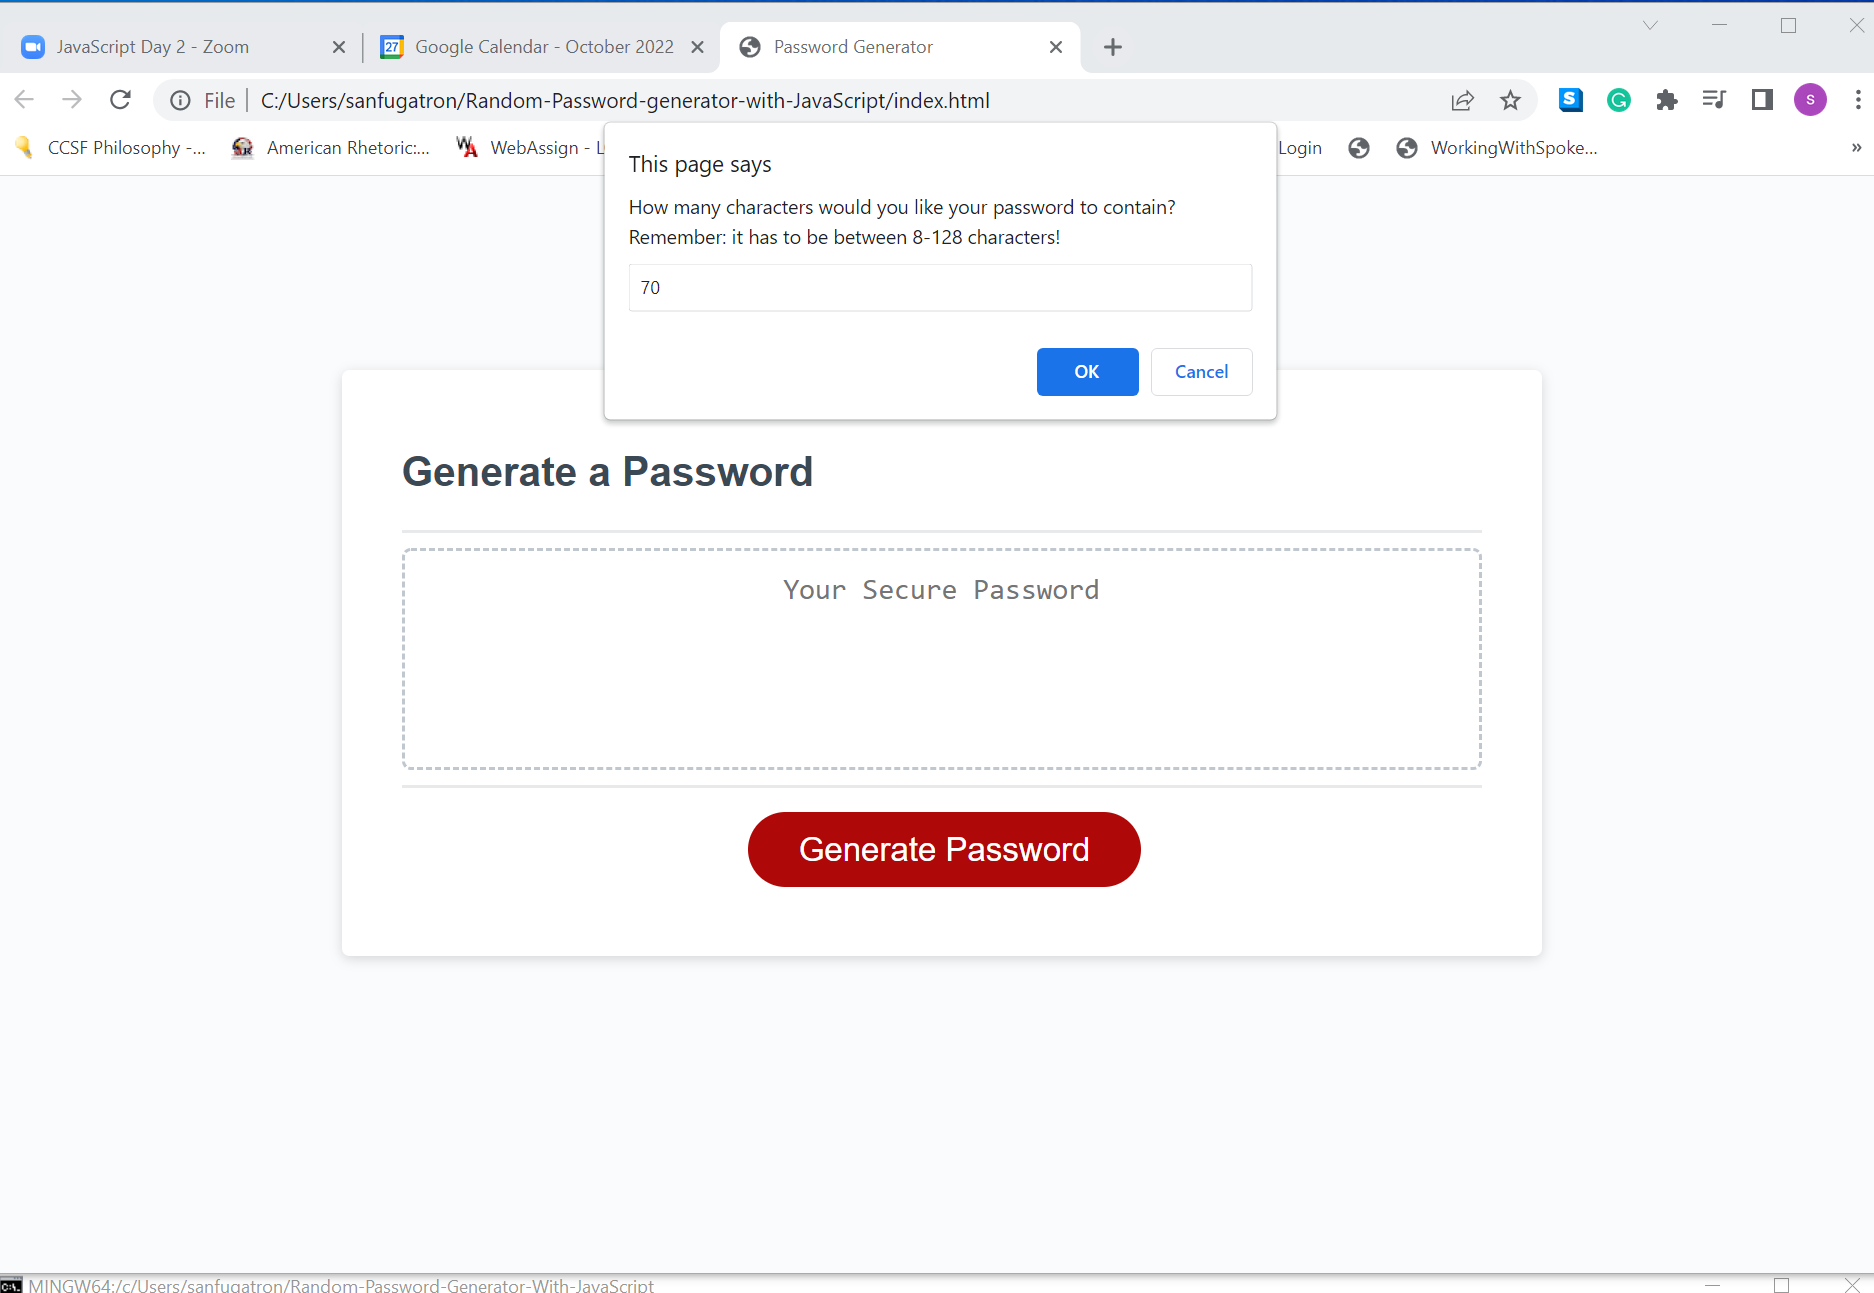 JavaScript Day 2 - Zoom
27
Google Calendar - October 2022
Password Generator
File
C:/Users/sanfugatron/Random-Password-generator-with-JavaScript/index.html
S
G
s
CCSF Philosophy -...
American Rhetoric:...
WA
WebAssign - L
Login
WorkingWithSpoke...
»
This page says
How many characters would you like your password to contain?
Remember: it has to be between 8-128 characters!
70
OK
Cancel
Generate a Password
Your Secure Password
Generate Password
MINGW64:/c/Users/sanfugatron/Random-Password-Generator-With-JavaScript